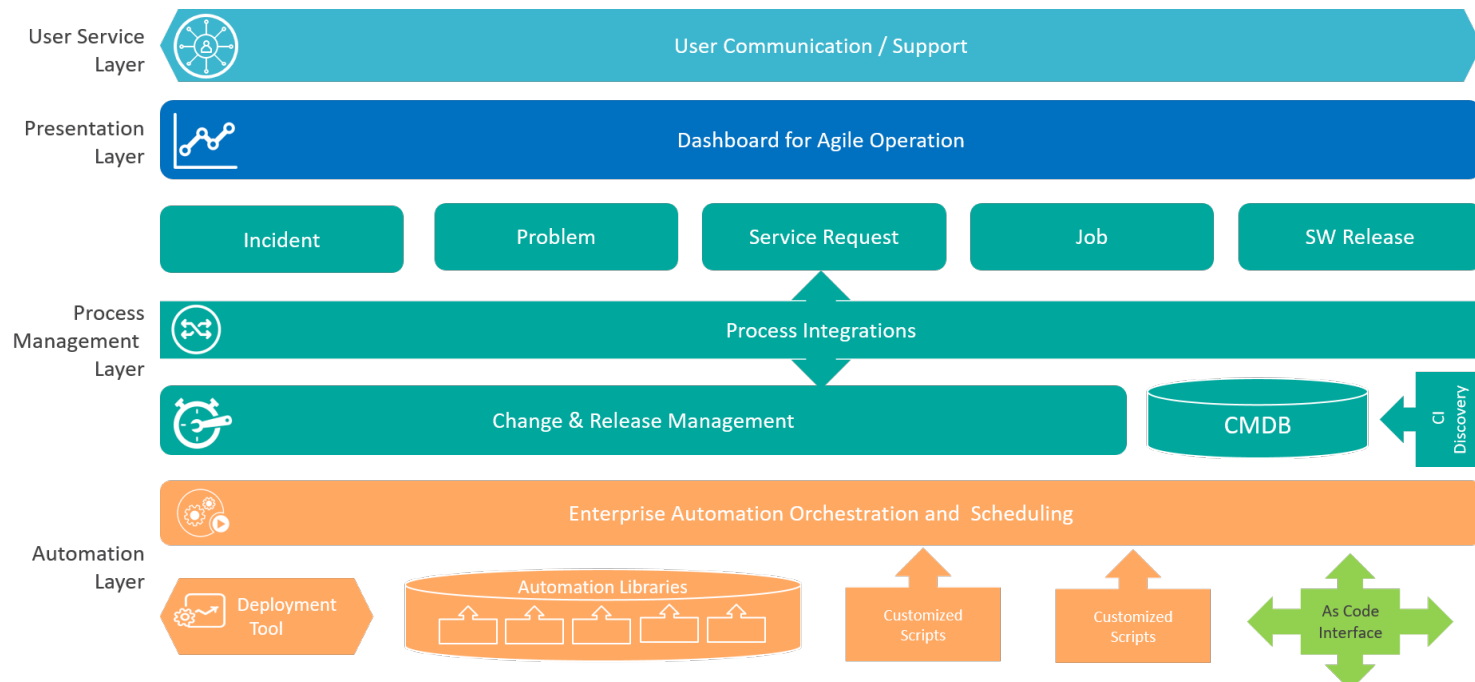 User Service
Layer
User Communication / Support
Presentation
Layer
Dashboard for Agile Operation
Incident
Problem
Service Request
Job
SW Release
Process
Management
Layer
Process Integrations
Change & Release Management
CMDB
CI
Discovery
Automation
Layer
Enterprise Automation Orchestration and Scheduling
Deployment
Tool
Automation Libraries
Customized
Scripts
Customized
Scripts
As Code
Interface